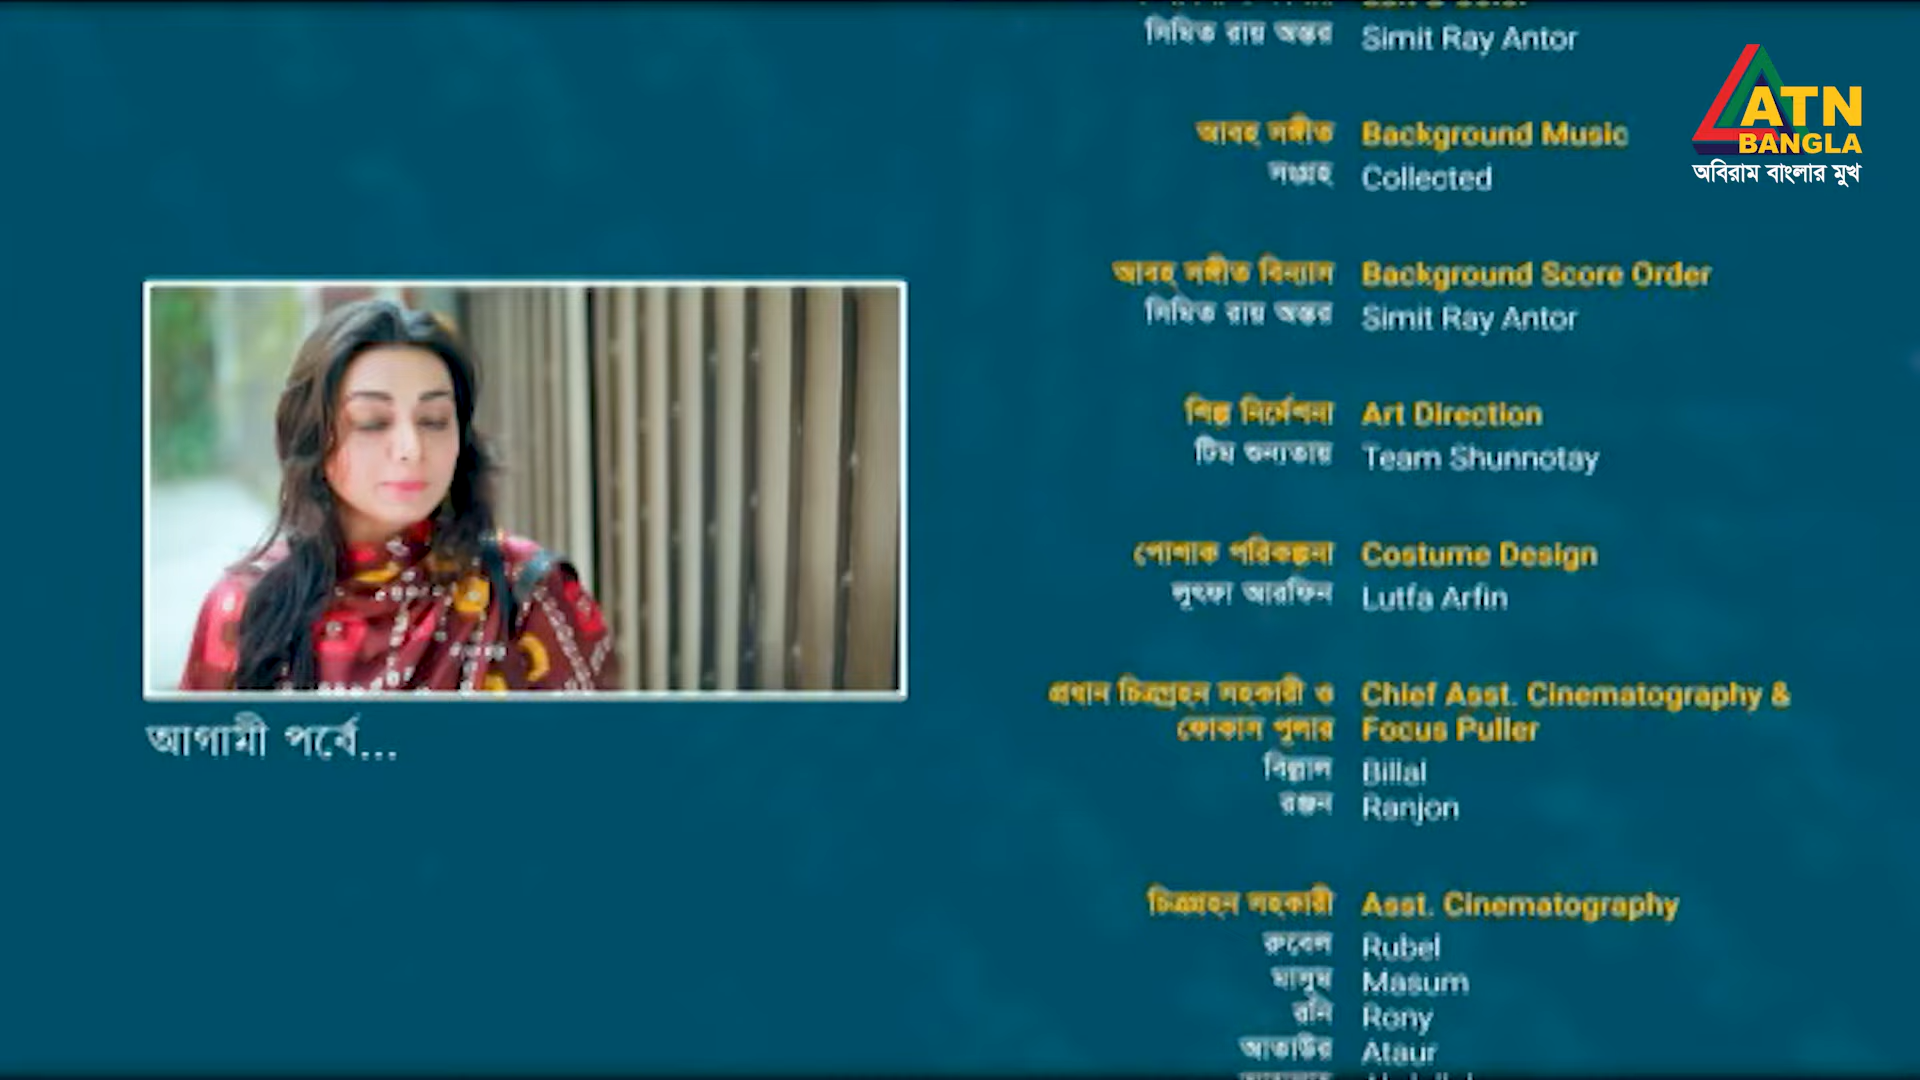 সিমিত রায় অন্তর Simit Ray Antor
আবহ সঙ্গীত Background Music
সংগ্রহ Collected
আবহ সঙ্গীত বিন্যাস Background Score Order
সিমিত রায় অন্তর Simit Ray Antor
শিল্প নির্দেশনা Art Direction
টিম শুন্যতায় Team Shunnotay
পোশাক পরিকল্পনা Costume Design
লুৎফা আরফিন Lutfa Arfin
প্রধান চিত্রগ্রহন সহকারী ও Chief Asst. Cinematography &
ফোকাস পুলার Focus Puller
বিল্লাল Billal
রঞ্জন Ranjon
চিত্রগ্রহন সহকারী Asst. Cinematography
রুবেল Rubel
মাসুম Masum
রনি Rony
আতাউর Ataur
আগামী পর্বে...
ATN
BANGLA
অবিরাম বাংলার মুখ